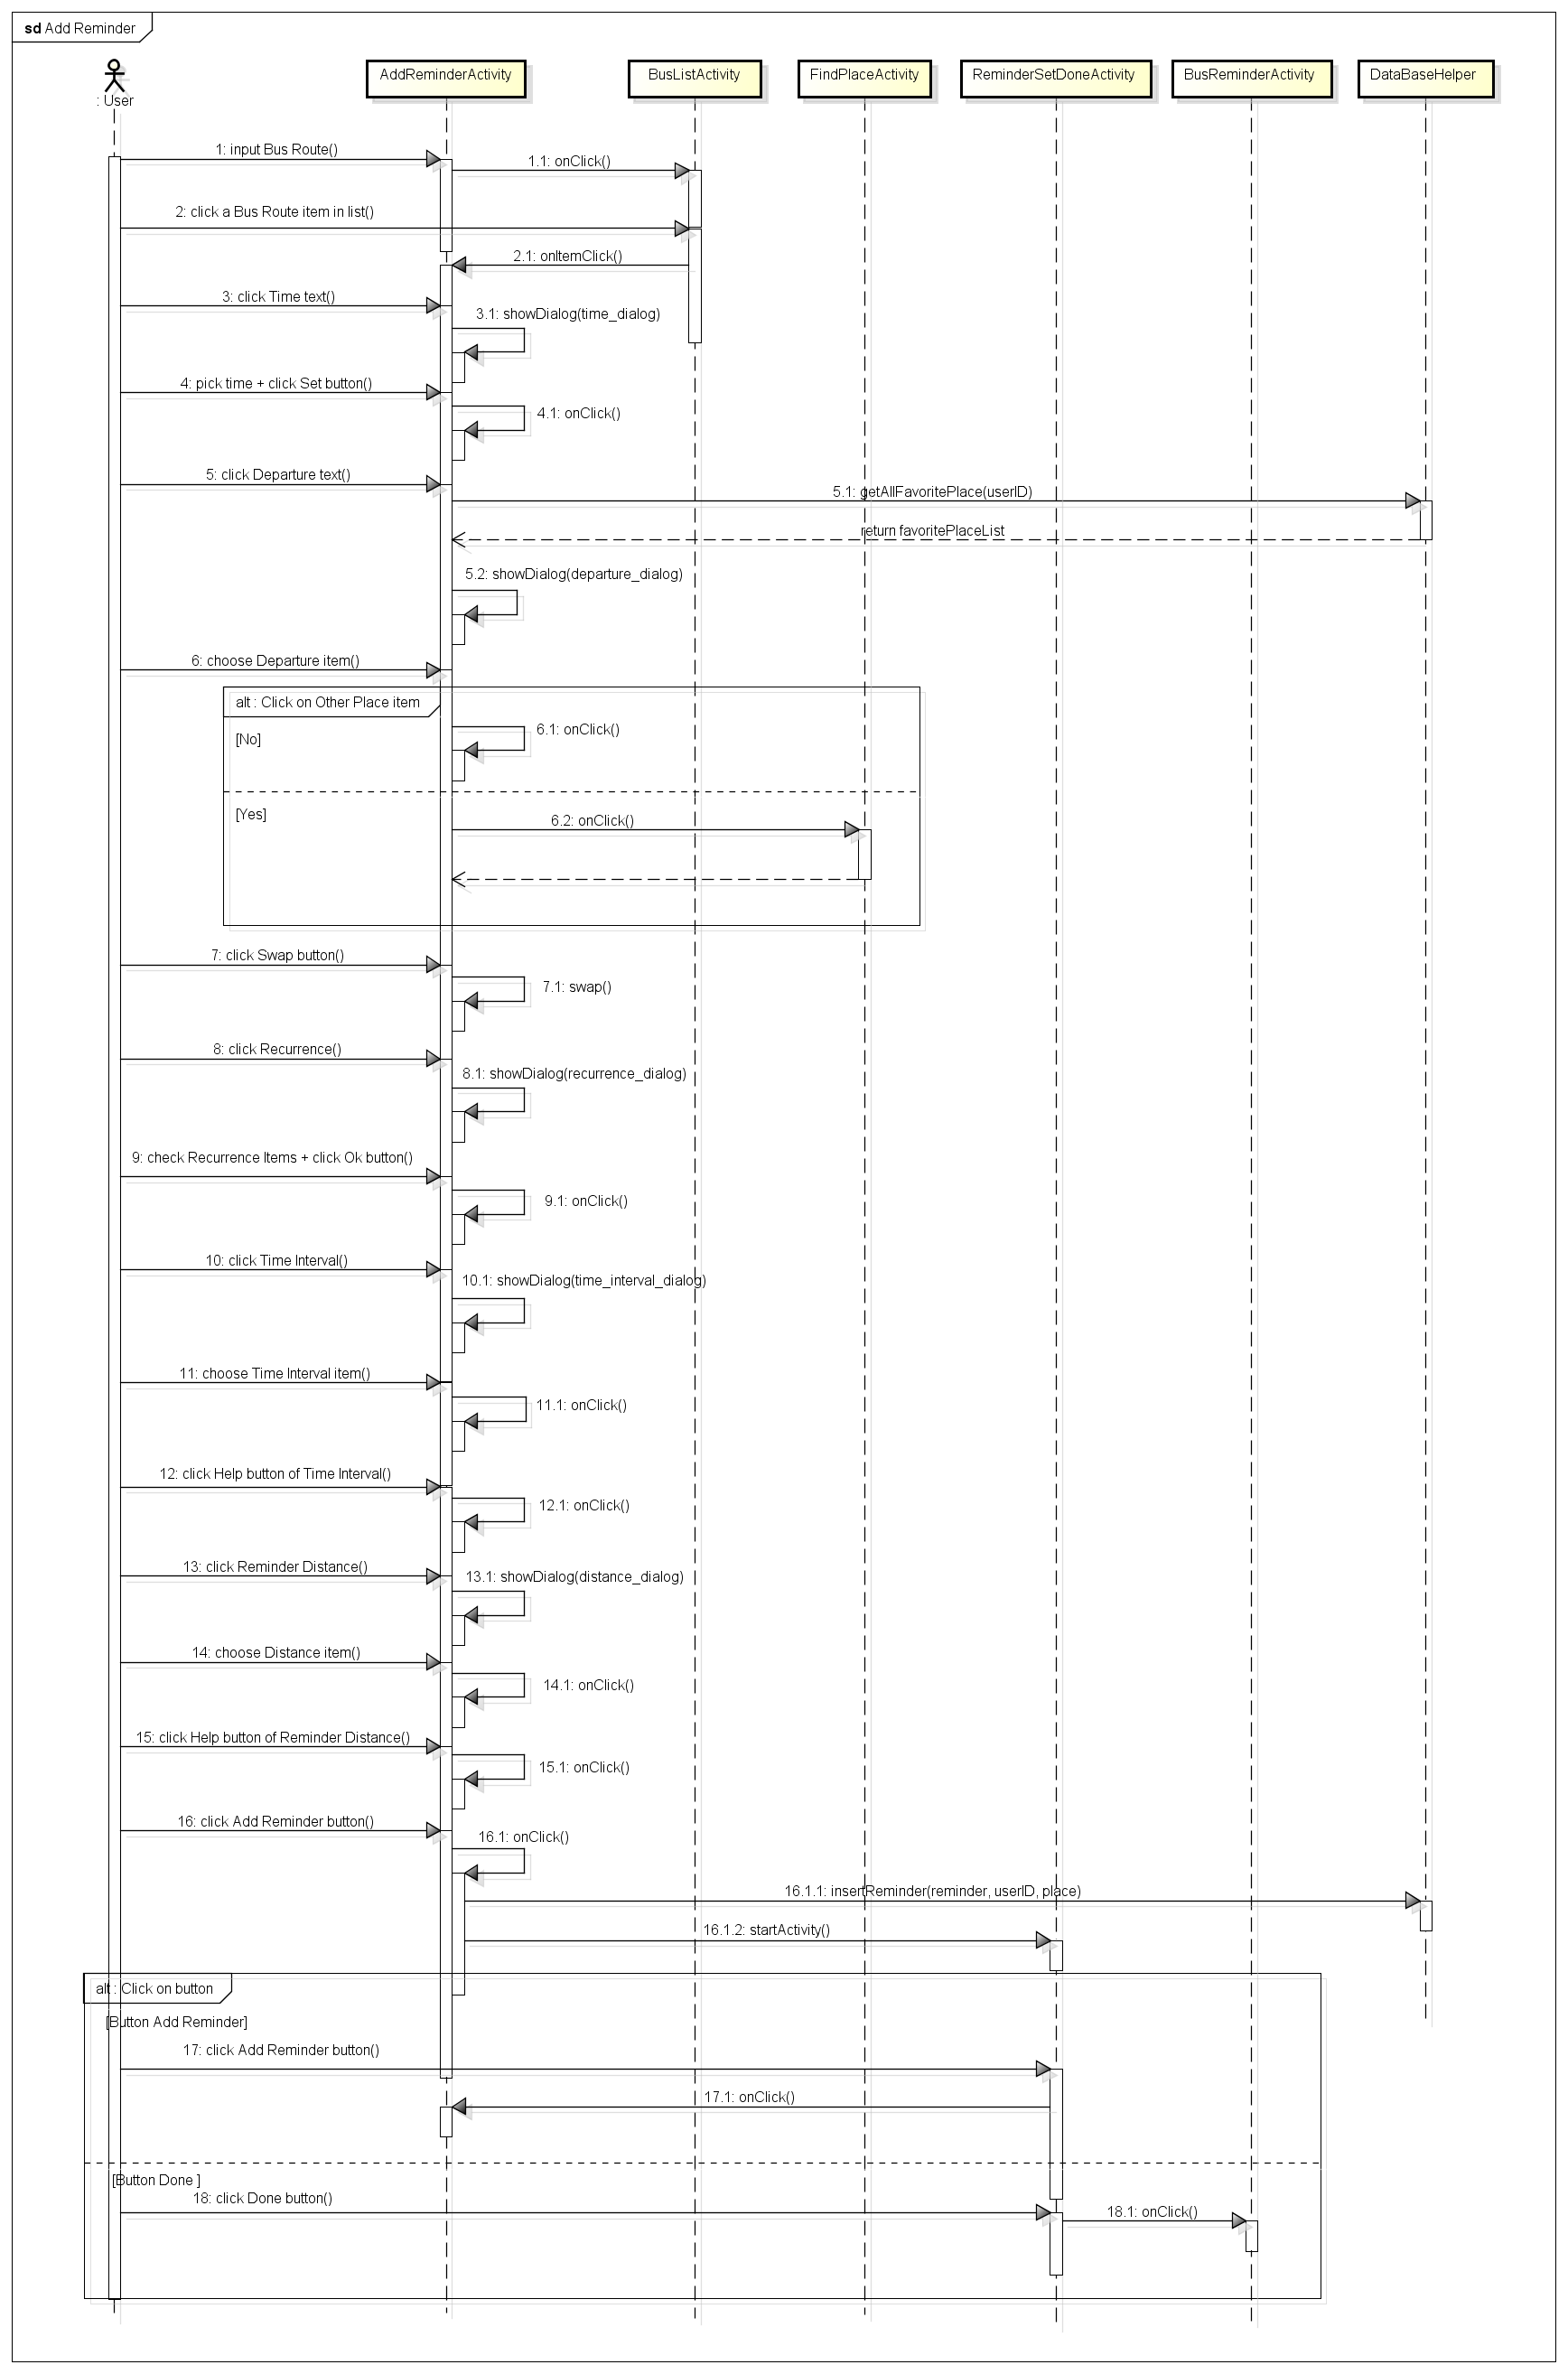 sd Add Reminder
: User
AddReminderActivity
BusListActivity
FindPlaceActivity
ReminderSetDoneActivity
BusReminderActivity
DataBaseHelper
1: input Bus Route()
1.1: onClick()
2: click a Bus Route item in list()
2.1: onItemClick()
3: click Time text()
3.1: showDialog(time_dialog)
4: pick time + click Set button()
4.1: onClick()
5: click Departure text()
5.1: getAllFavoritePlace(userID)
return favoritePlaceList
5.2: showDialog(departure_dialog)
6: choose Departure item()
alt : Click on Other Place item
6.1: onClick()
[No]
[Yes]
6.2: onClick()
7: click Swap button()
7.1: swap()
8: click Recurrence()
8.1: showDialog(recurrence_dialog)
9: check Recurrence Items + click Ok button()
9.1: onClick()
10: click Time Interval()
10.1: showDialog(time_interval_dialog)
11: choose Time Interval item()
11.1: onClick()
12: click Help button of Time Interval()
12.1: onClick()
13: click Reminder Distance()
13.1: showDialog(distance_dialog)
14: choose Distance item()
14.1: onClick()
15: click Help button of Reminder Distance()
15.1: onClick()
16: click Add Reminder button()
16.1: onClick()
16.1.1: insertReminder(reminder, userID, place)
16.1.2: startActivity()
alt : Click on button
[Button Add Reminder]
17: click Add Reminder button()
17.1: onClick()
[Button Done ]
18: click Done button()
18.1: onClick()